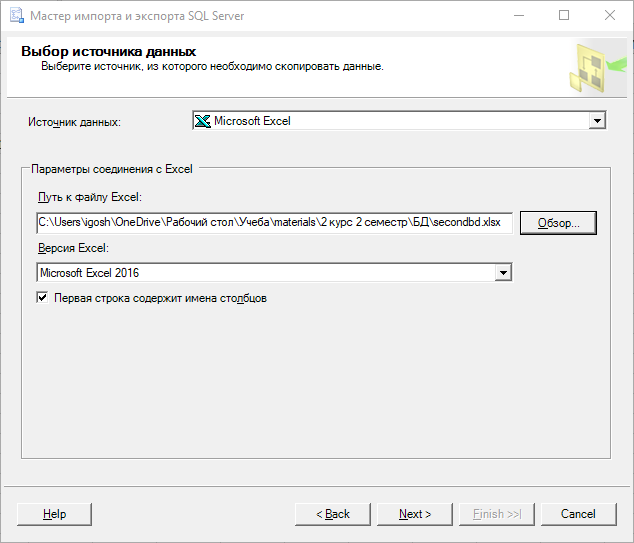 Мастер импорта и экспорта SQL Server
Выбор источника данных
Выберите источник, из которого необходимо скопировать данные.
Источник данных: Microsoft Excel
Параметры соединения с Excel
Путь к файлу Excel:
C:\Users\igosh\OneDrive\Рабочий стол\Учеба\materials\2 курс 2 семестр\БД\secondbd.xlsx Обзор...
Версия Excel:
Microsoft Excel 2016
Первая строка содержит имена столбцов
Help < Back Next > Finish >>| Cancel